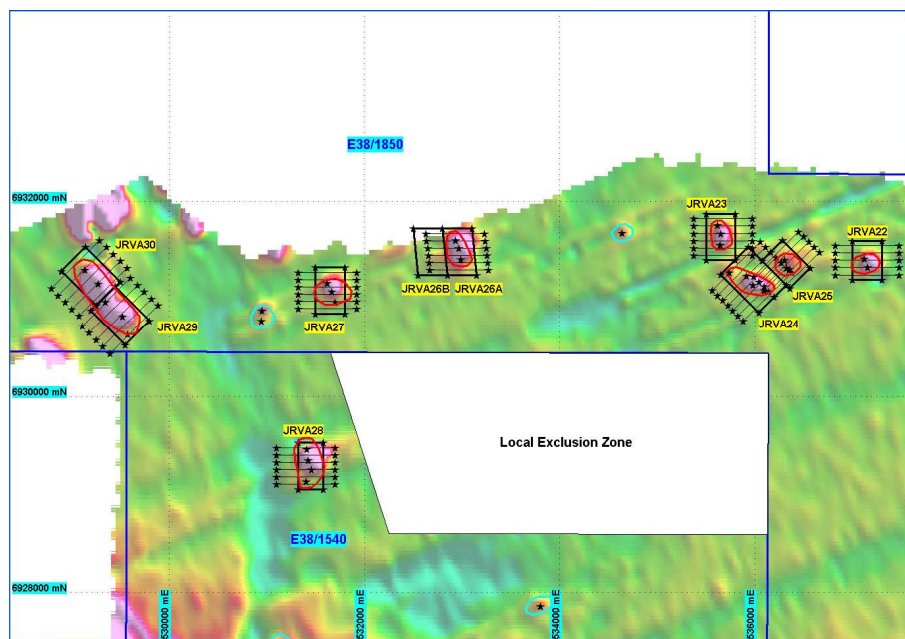 E38/1850
6932000 mN
JRVA23
JRVA30
JRVA22
JRVA26B
JRVA26A
JRVA25
JRVA29
JRVA27
JRVA24
6930000 mN
JRVA28
Local Exclusion Zone
E38/1540
6928000 mN
530000 mE
532000 mE
534000 mE
536000 mE